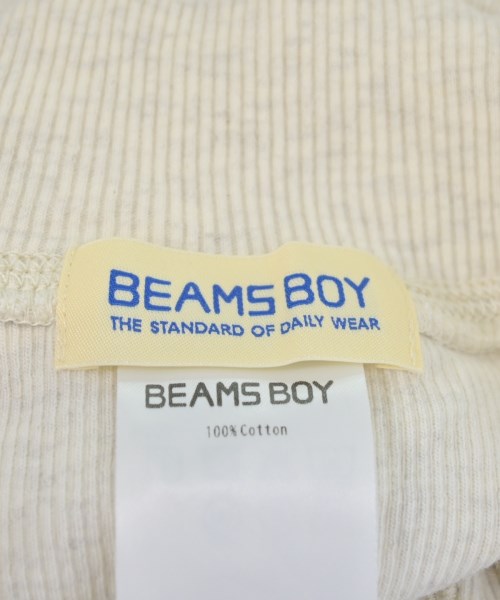 BEAMS BOY
THE STANDARD OF DAILY WEAR
BEAMS BOY
100% Cotton